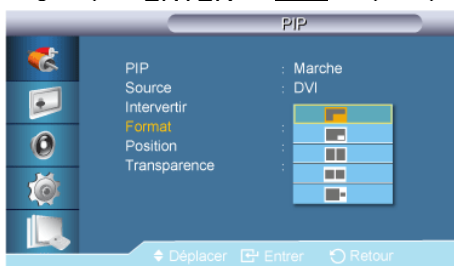 PIP
PIP : Marche
Source : DVI
Intervertir
Format :
Position :
Transparence :
Déplacer Entrer Retour